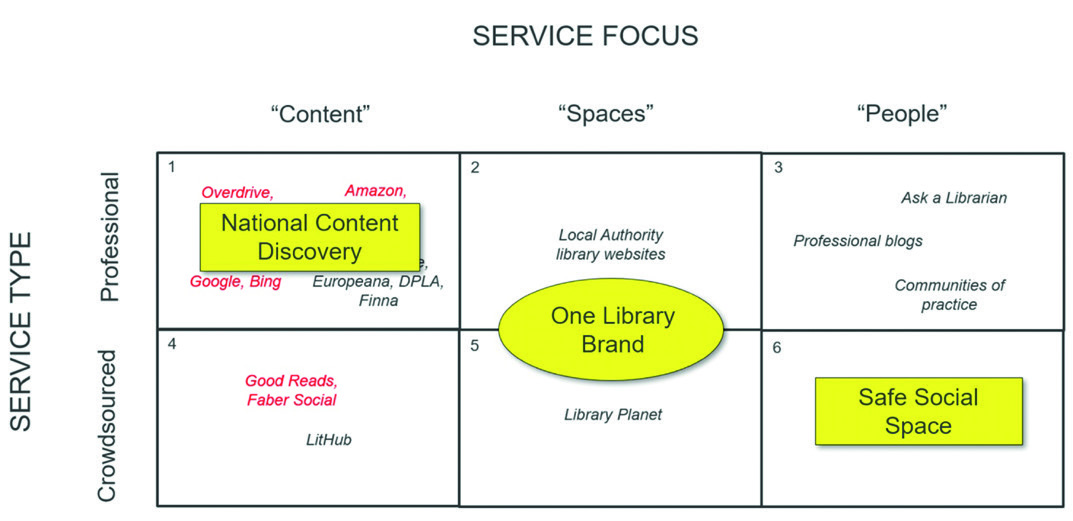 SERVICE FOCUS
“Content”
“Spaces”
“People”
SERVICE TYPE
Professional
Crowdsourced
1
Overdrive,
Amazon,
National Content
Discovery
Google, Bing
Europeana, DPLA,
Finna
2
Local Authority
library websites
One Library
Brand
3
Ask a Librarian
Professional blogs
Communities of
practice
4
Good Reads,
Faber Social
LitHub
5
Library Planet
6
Safe Social
Space